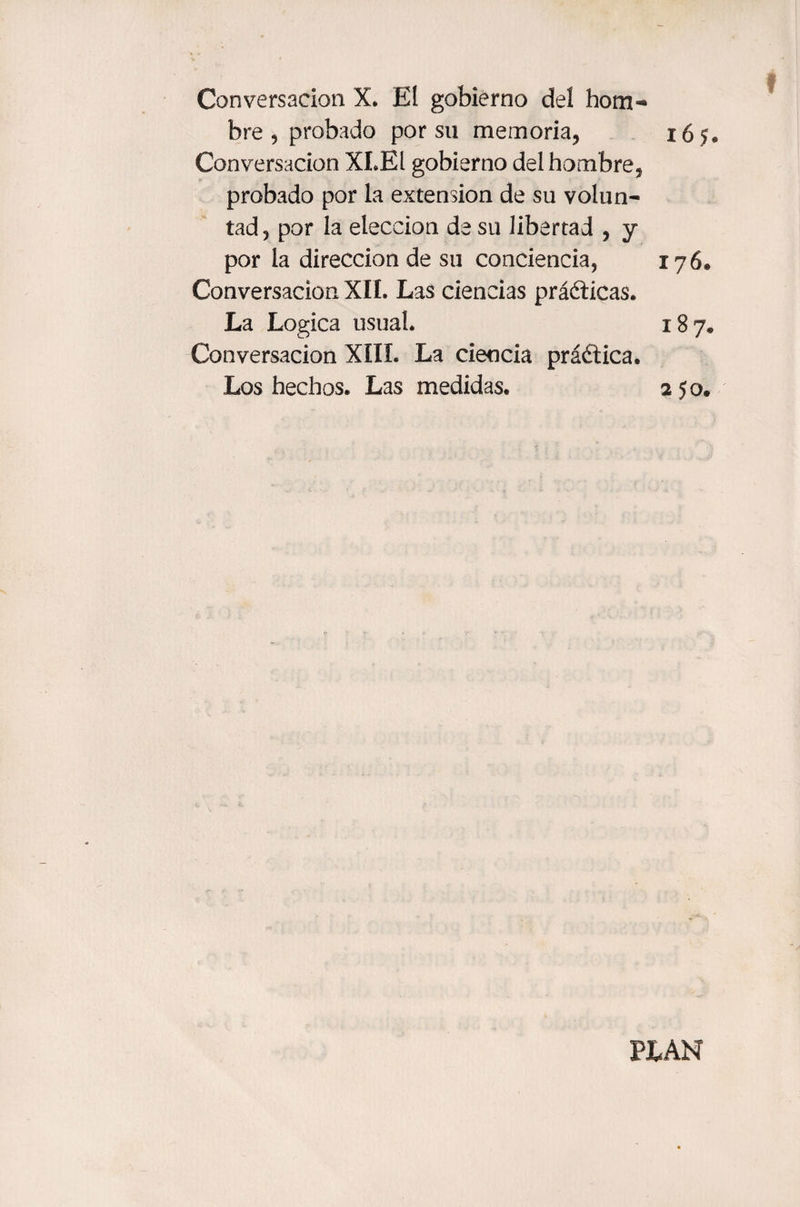 Conversacion X. El gobierno del hom-
bre , probado por su memoria, 165.
Conversacion XI.El gobierno del hombre,
probado por la extension de su volun-
tad, por la eleccion de su libertad , y
por la direccion de su conciencia, 176.
Conversacion XII. Las ciencias prácticas.
La Logica usual. 187.
Conversacion XIII. La ciencia práctica.
Los hechos. Las medidas. 250.
PLAN